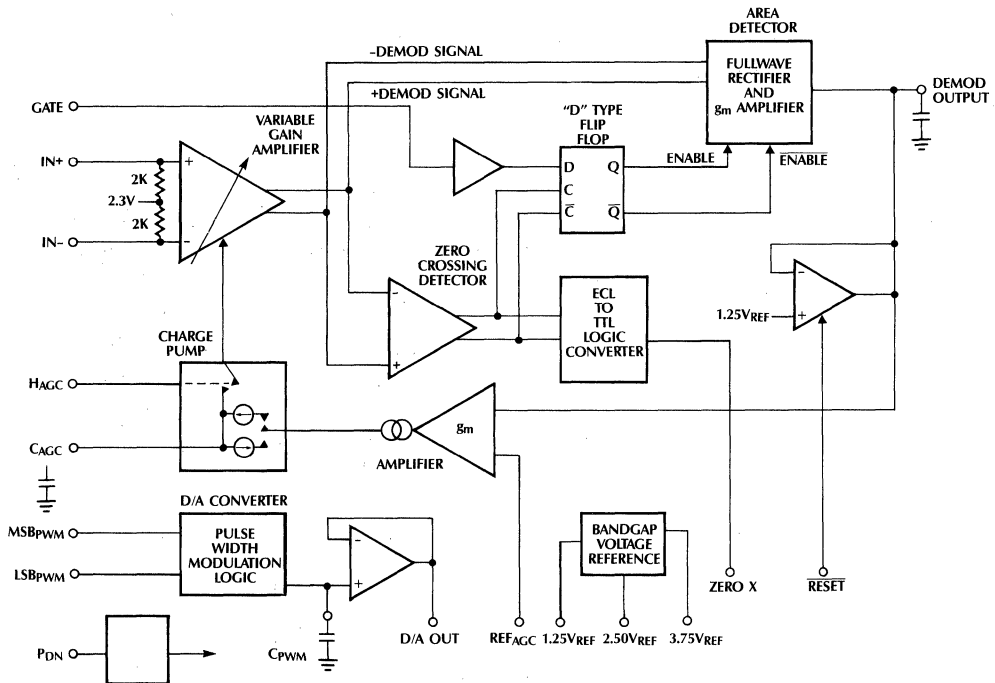 AREA
DETECTOR
–DEMOD SIGNAL
FULLWAVE
RECTIFIER
AND
gm AMPLIFIER
DEMOD
OUTPUT
+DEMOD SIGNAL
GATE
VARIABLE
GAIN
AMPLIFIER
"D" TYPE
FLIP
FLOP
IN+
+
2K
2.3V
2K
IN–
-
D
Q
C
C̅
Q̅
ENABLE
E̅N̅A̅B̅L̅E̅
ZERO
CROSSING
DETECTOR
-
+
ECL
TO
TTL
LOGIC
CONVERTER
-
1.25VREF
+
CHARGE
PUMP
HAGC
CAGC
gm
AMPLIFIER
D/A CONVERTER
MSBPWM
LSBPWM
PULSE
WIDTH
MODULATION
LOGIC
-
+
BANDGAP
VOLTAGE
REFERENCE
ZERO X
R̅E̅S̅E̅T̅
CPWM
D/A OUT
REFAGC
1.25VREF
2.50VREF
3.75VREF
PDN